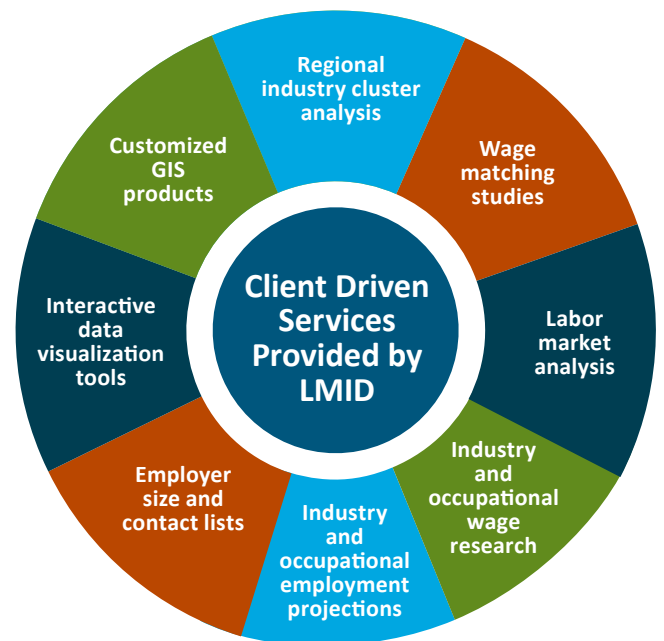 Regional
industry cluster
analysis
Wage
matching
studies
Labor
market
analysis
Industry
and
occupational
wage
research
Industry
and
occupational
employment
projections
Employer
size and
contact lists
Interactive
data
visualization
tools
Customized
GIS
products
Client Driven
Services
Provided by
LMID